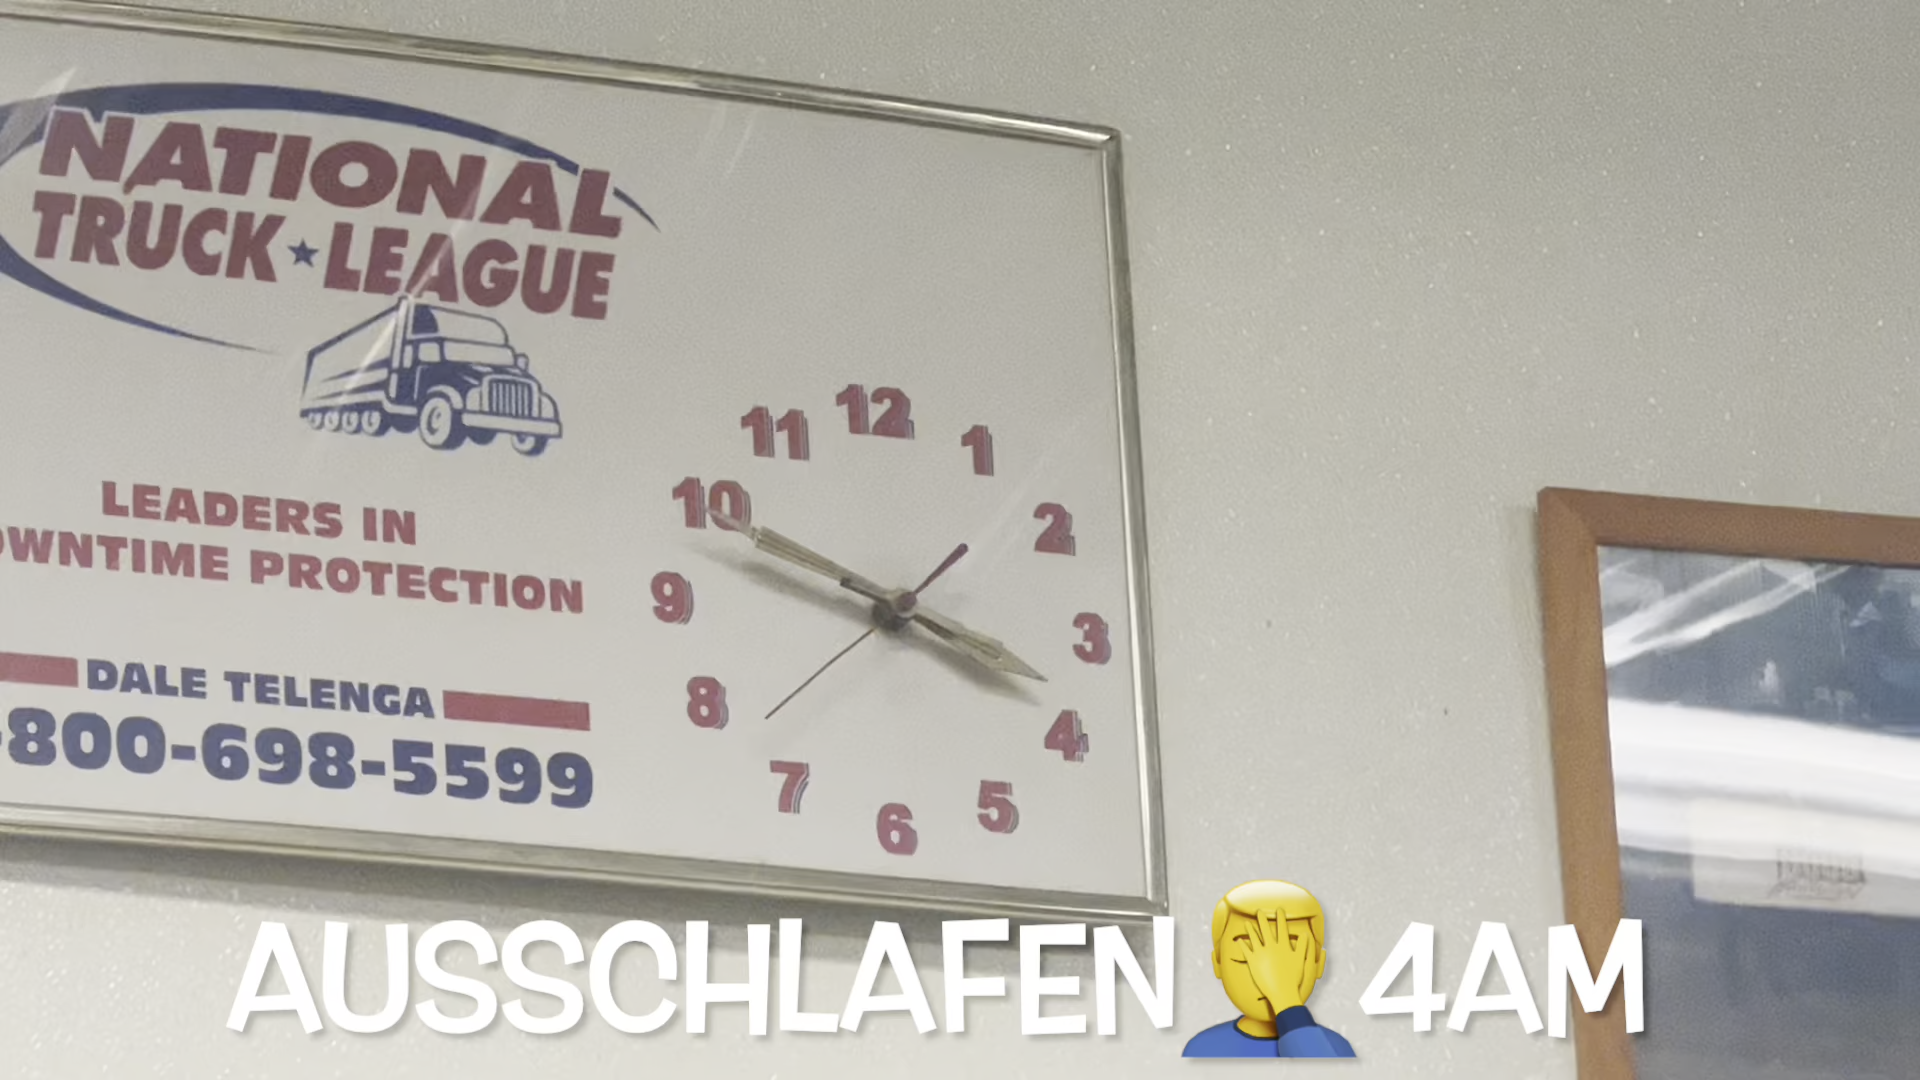 NATIONAL
TRUCK★LEAGUE
LEADERS IN
OWNTIME PROTECTION
DALE TELENGA
-800-698-5599
12
1
2
3
4
5
6
7
8
9
10
11
AUSSCHLAFEN🤦‍♂️4AM